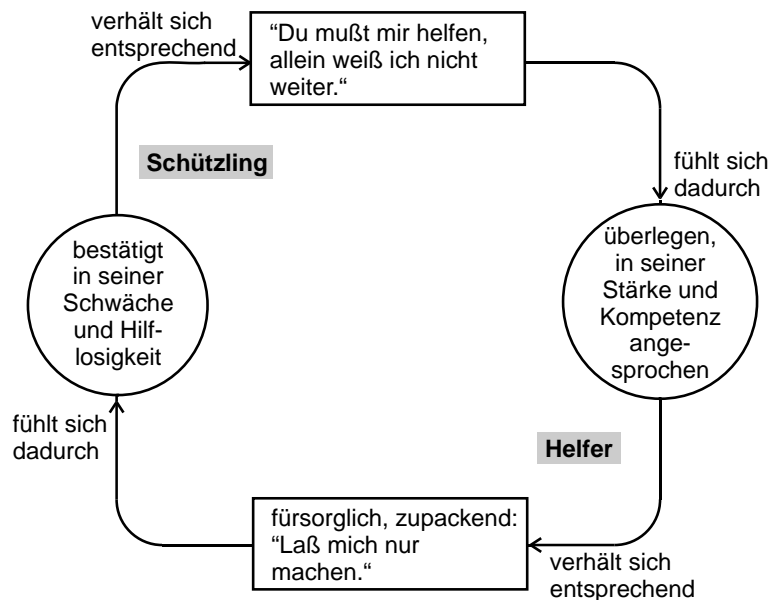 verhält sich
entsprechend
“Du mußt mir helfen,
allein weiß ich nicht
weiter.“
Schützling
fühlt sich
dadurch
überlegen,
in seiner
Stärke und
Kompetenz
ange-
sprochen
Helfer
verhält sich
entsprechend
fürsorglich, zupackend:
“Laß mich nur
machen.“
fühlt sich
dadurch
bestätigt
in seiner
Schwäche
und Hilf-
losigkeit